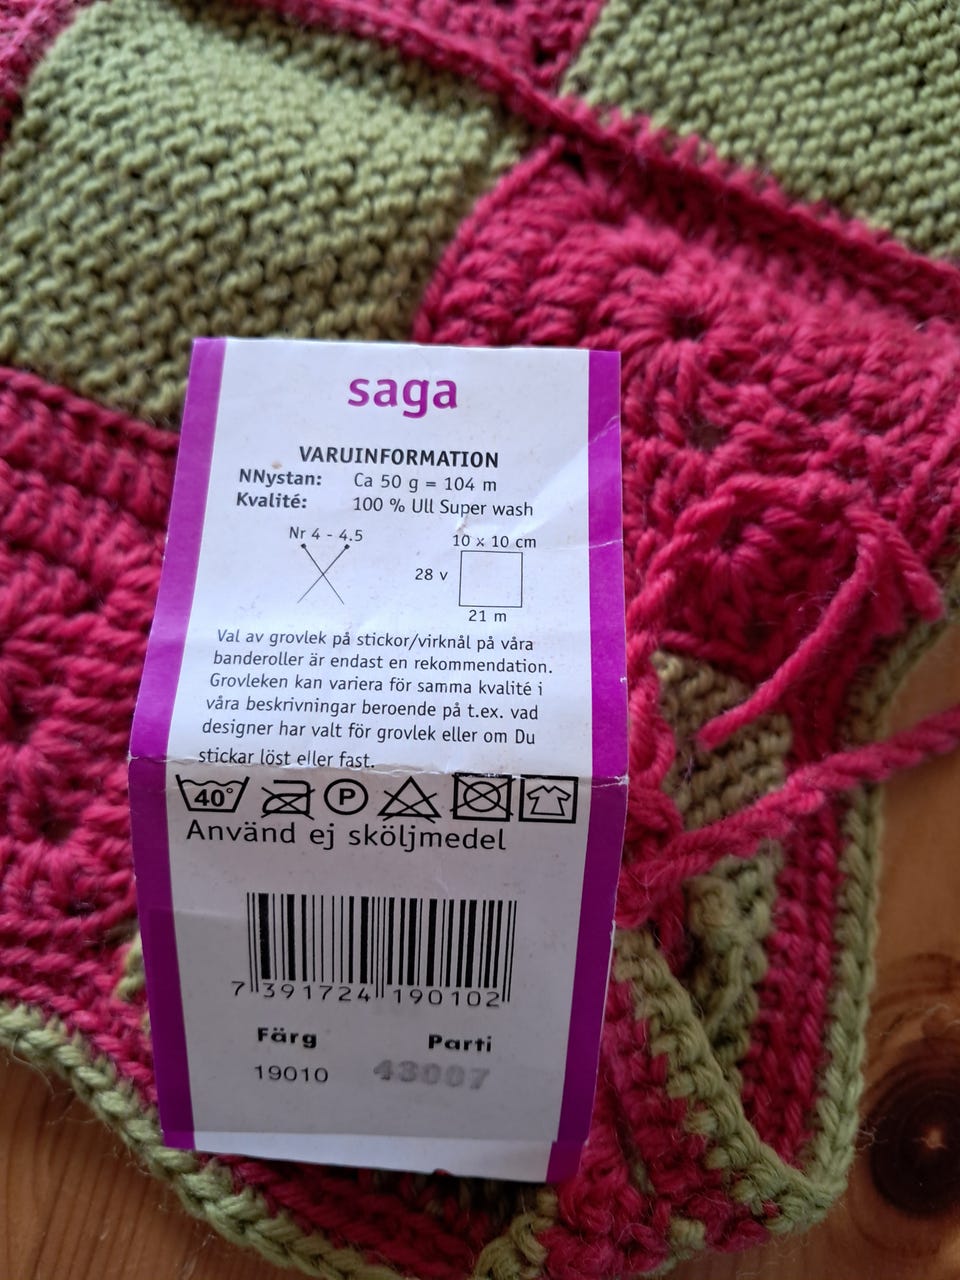 saga
VARUINFORMATION
NNystan: Ca 50 g = 104 m
Kvalité: 100 % Ull Super wash
Nr 4 - 4.5
10 x 10 cm
28 v
21 m
Val av grovlek på stickor/virknål på våra
banderoller är endast en rekommendation.
Grovleken kan variera för samma kvalité i
våra beskrivningar beroende på t.ex. vad
designer har valt för grovlek eller om Du
stickar löst eller fast.
40°
P
Använd ej sköljmedel
7 391724 190102
Färg Parti
19010 43007